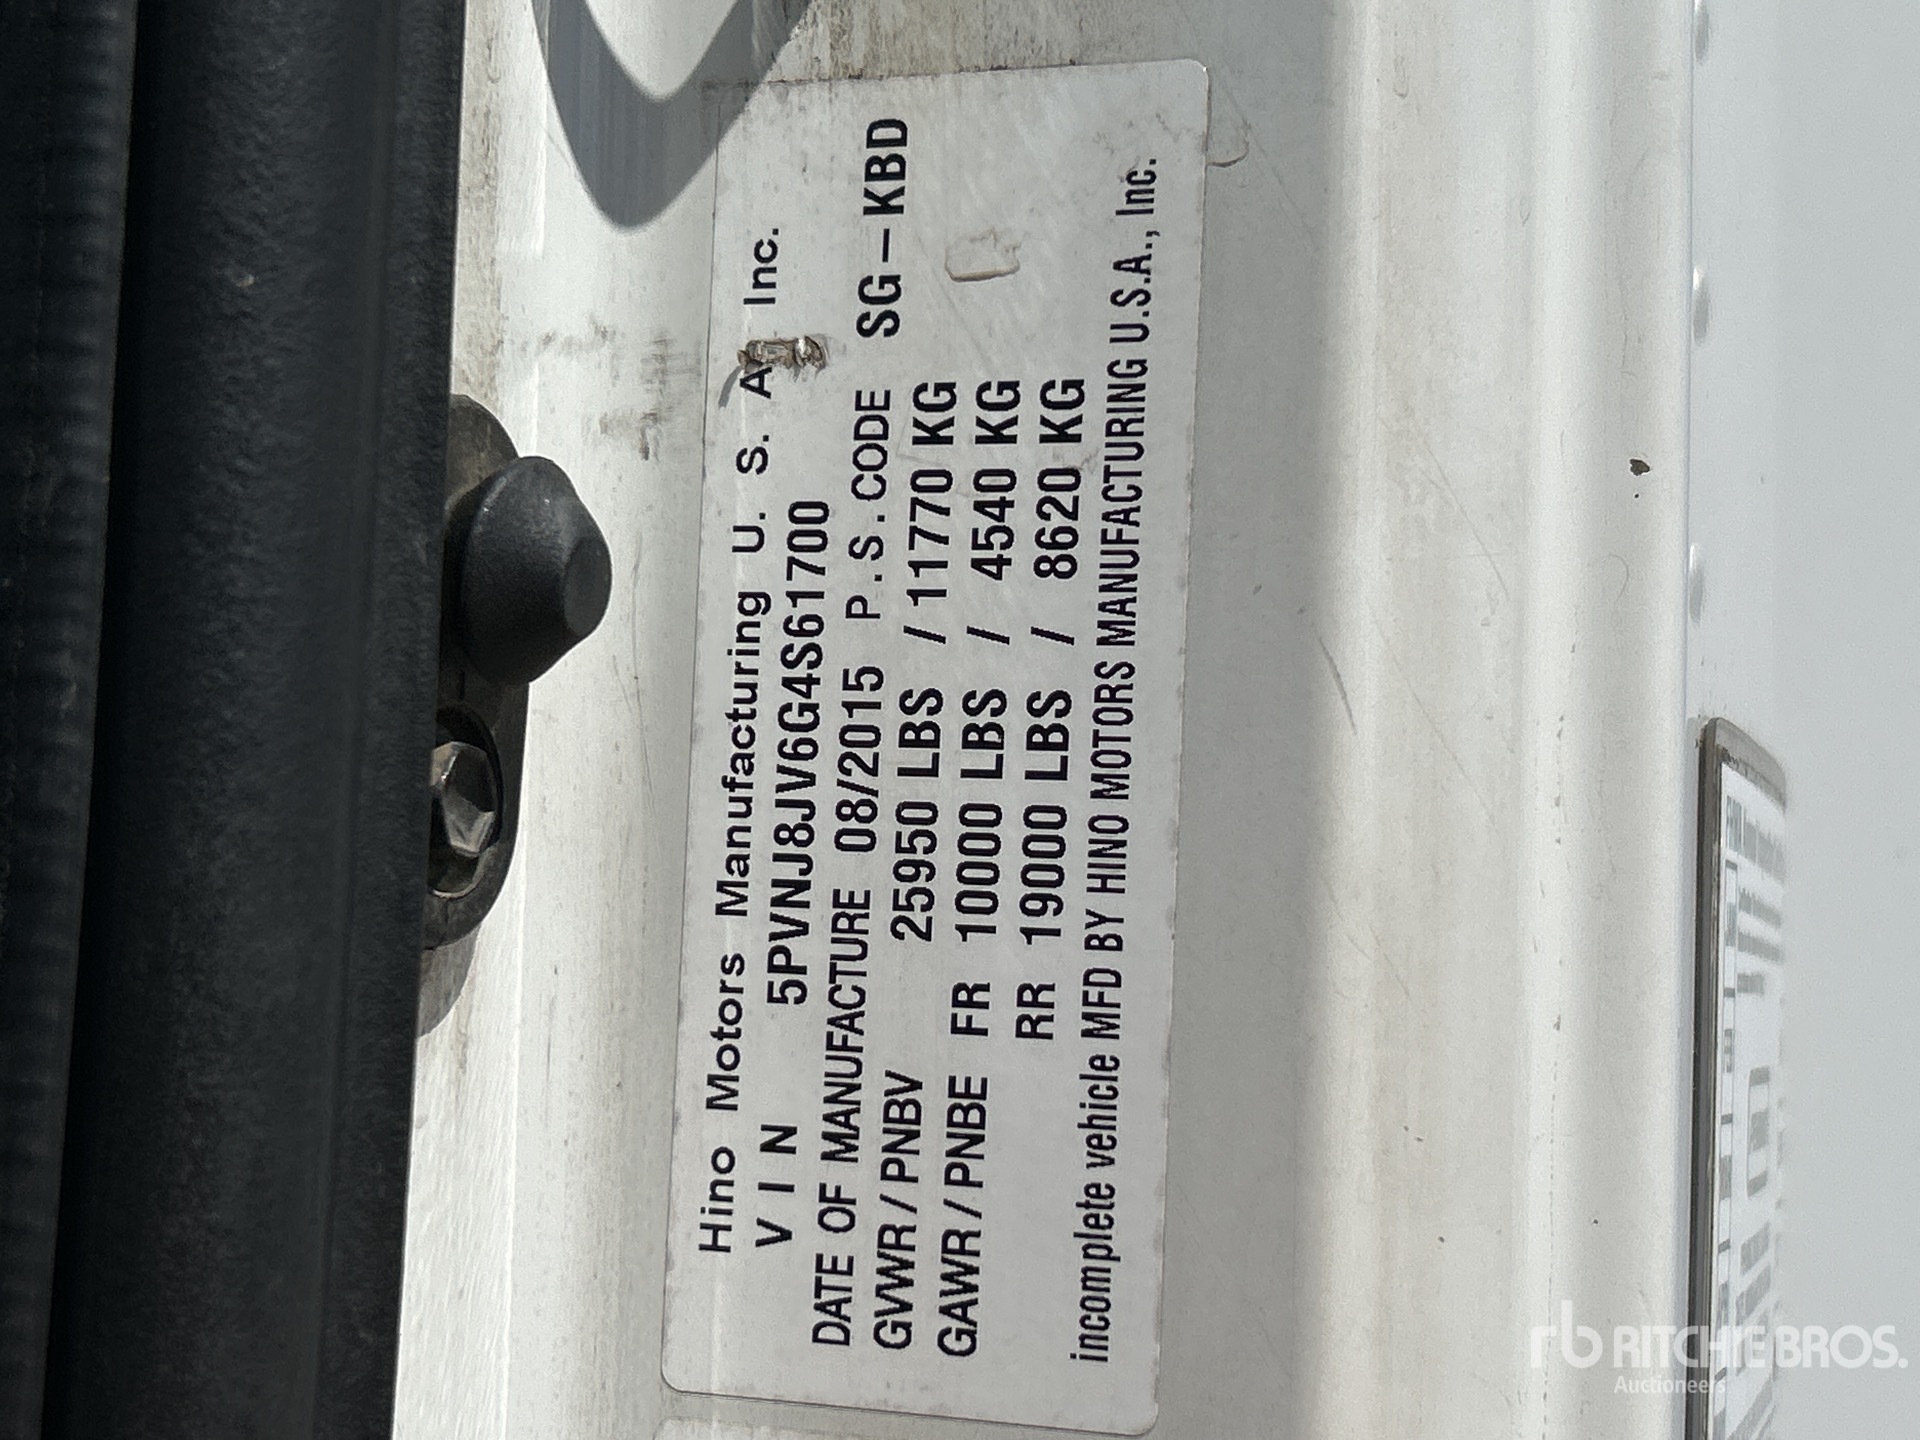 Hino Motors Manufacturing U. S. A. Inc.
V I N 5PVNJ8JV6G4S61700
DATE OF MANUFACTURE 08/2015 P.S.CODE SG-KBD
GVWR/PNBV 25950 LBS / 11770 KG
GAWR/PNBE FR 10000 LBS / 4540 KG
RR 19000 LBS / 8620 KG
incomplete vehicle MFD BY HINO MOTORS MANUFACTURING U.S.A., Inc.
rb RITCHIE BROS.
Auctioneers